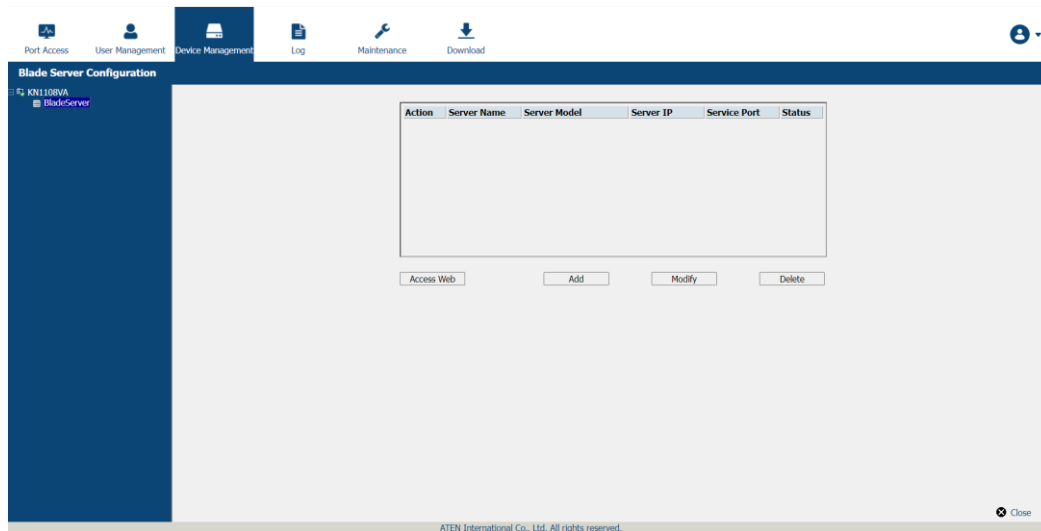 Port Access User Management Device Management Log Maintenance Download
Blade Server Configuration
KN1108VA
BladeServer
Action Server Name Server Model Server IP Service Port Status
Access Web Add Modify Delete
Close
ATEN International Co., Ltd. All rights reserved.